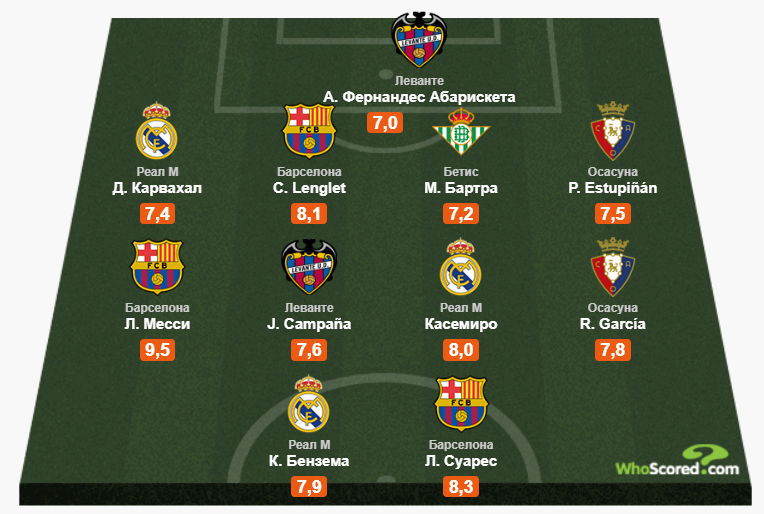 LEVANTE U.D.
Леванте
А. Фернандес Абарискета
7,0
FCB
Реал М
Барселона
Бетис
Осасуна
Д. Карвахал
C. Lenglet
М. Бартра
P. Estupiñán
7,4
8,1
7,2
7,5
FCB
LEVANTE U.D.
Барселона
Леванте
Реал М
Осасуна
Л. Месси
J. Campaña
Касемиро
R. García
9,5
7,6
8,0
7,8
FCB
Реал М
Барселона
К. Бензема
Л. Суарес
7,9
8,3
WhoScored.com